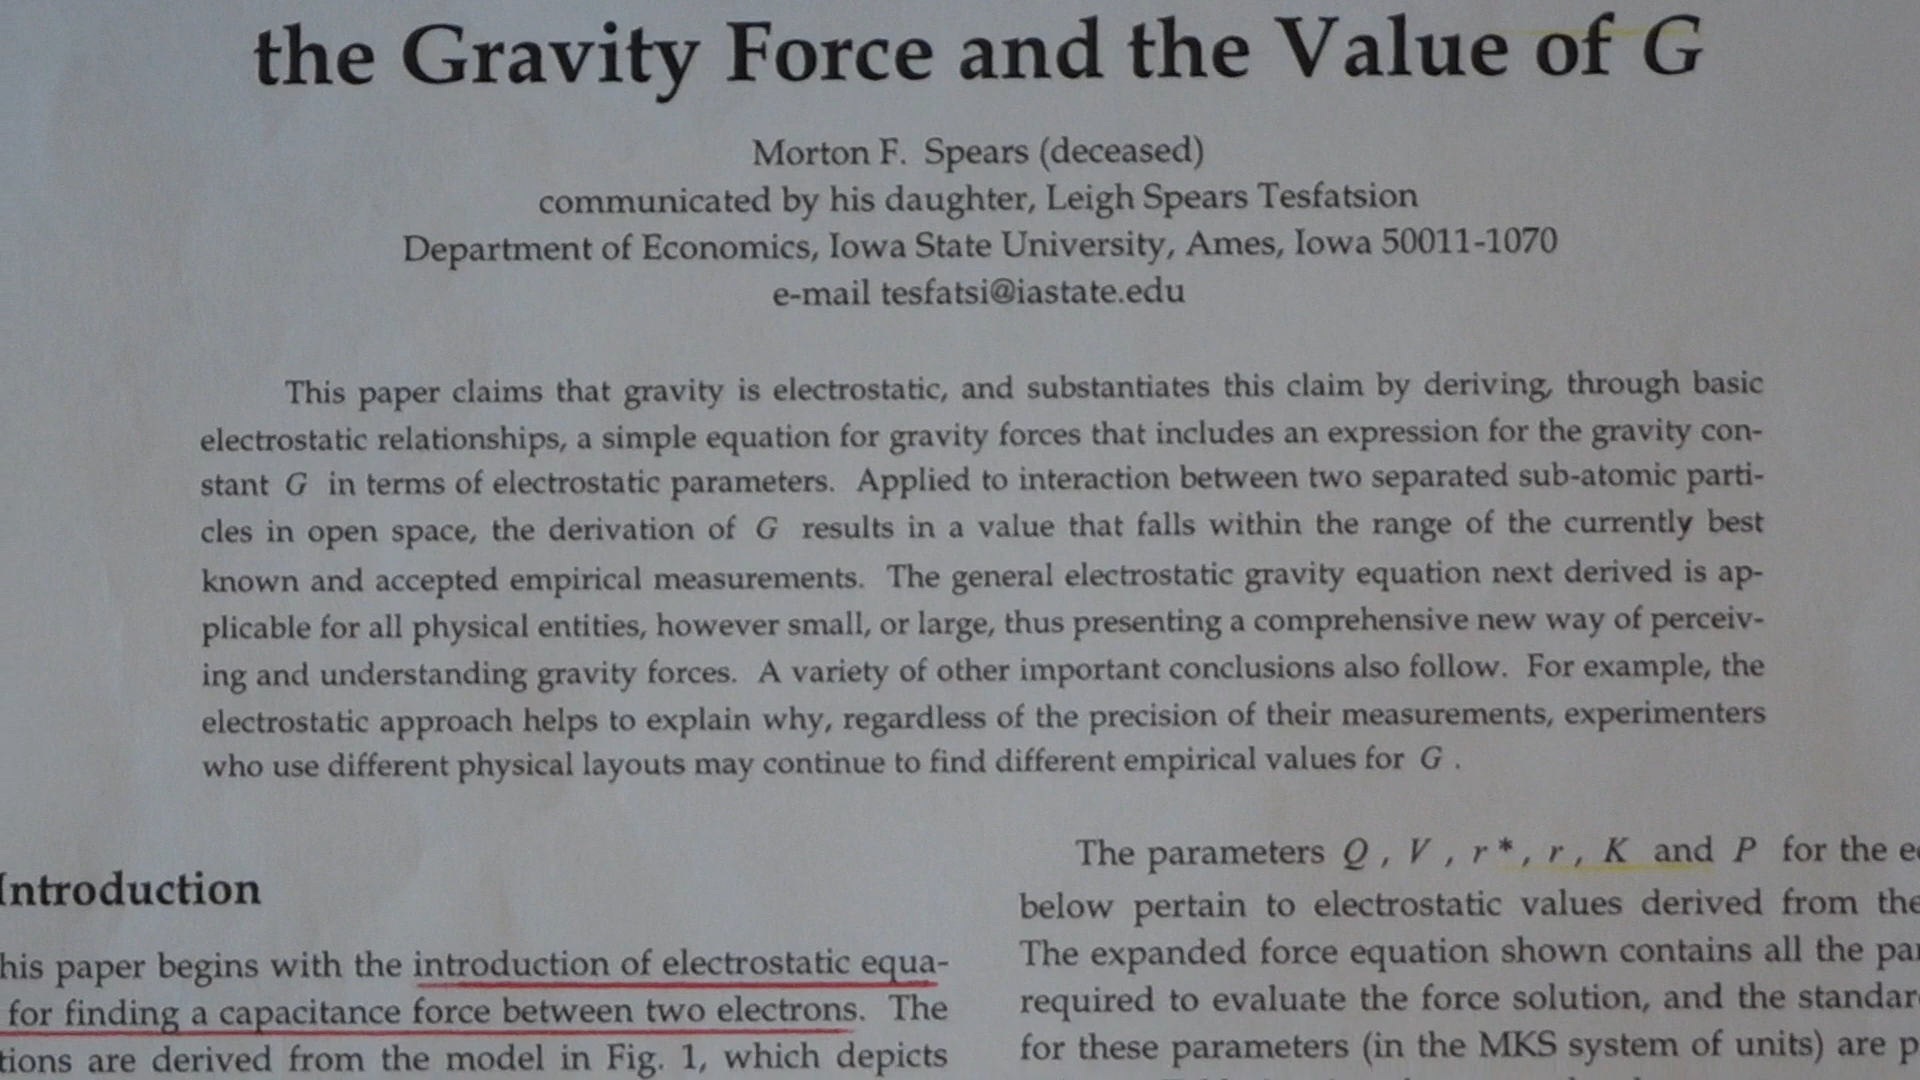 the Gravity Force and the Value of G
Morton F. Spears (deceased)
communicated by his daughter, Leigh Spears Tesfatsion
Department of Economics, Iowa State University, Ames, Iowa 50011-1070
e-mail tesfatsi@iastate.edu
This paper claims that gravity is electrostatic, and substantiates this claim by deriving, through basic
electrostatic relationships, a simple equation for gravity forces that includes an expression for the gravity con-
stant G in terms of electrostatic parameters. Applied to interaction between two separated sub-atomic parti-
cles in open space, the derivation of G results in a value that falls within the range of the currently best
known and accepted empirical measurements. The general electrostatic gravity equation next derived is ap-
plicable for all physical entities, however small, or large, thus presenting a comprehensive new way of perceiv-
ing and understanding gravity forces. A variety of other important conclusions also follow. For example, the
electrostatic approach helps to explain why, regardless of the precision of their measurements, experimenters
who use different physical layouts may continue to find different empirical values for G .
Introduction
his paper begins with the introduction of electrostatic equa-
for finding a capacitance force between two electrons. The
tions are derived from the model in Fig. 1, which depicts
The parameters Q , V , r* , r , K and P for the
below pertain to electrostatic values derived from the
The expanded force equation shown contains all the
required to evaluate the force solution, and the standar
for these parameters (in the MKS system of units) are p